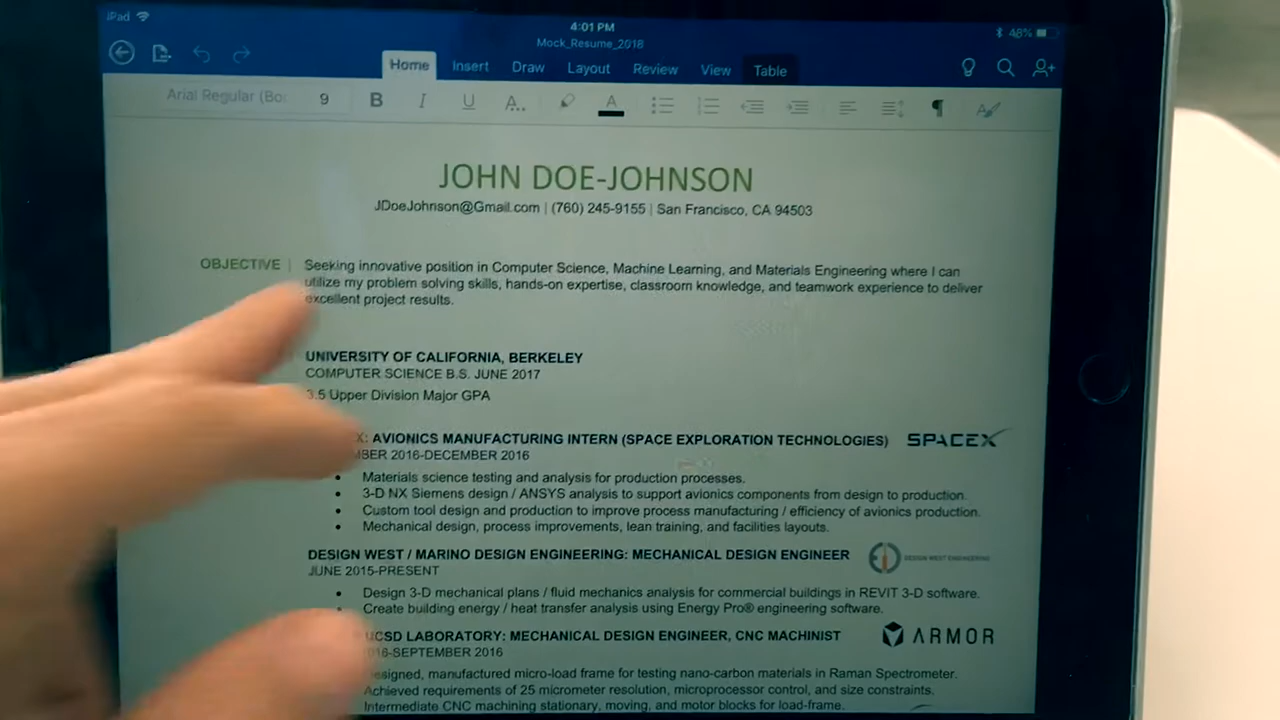 iPad
4:01 PM
48%
Mock_Resume_2018
Home Insert Draw Layout Review View Table
Arial Regular (Bo 9 B I U A.. A
JOHN DOE-JOHNSON
JDoeJohnson@Gmail.com | (760) 245-9155 | San Francisco, CA 94503
OBJECTIVE | Seeking innovative position in Computer Science, Machine Learning, and Materials Engineering where I can
utilize my problem solving skills, hands-on expertise, classroom knowledge, and teamwork experience to deliver
excellent project results.
UNIVERSITY OF CALIFORNIA, BERKELEY
COMPUTER SCIENCE B.S. JUNE 2017
3.5 Upper Division Major GPA
X: AVIONICS MANUFACTURING INTERN (SPACE EXPLORATION TECHNOLOGIES) SPACEX
MBER 2016-DECEMBER 2016
• Materials science testing and analysis for production processes.
• 3-D NX Siemens design / ANSYS analysis to support avionics components from design to production.
• Custom tool design and production to improve process manufacturing / efficiency of avionics production.
• Mechanical design, process improvements, lean training, and facilities layouts.
DESIGN WEST / MARINO DESIGN ENGINEERING: MECHANICAL DESIGN ENGINEER DESIGN WEST ENGINEERING
JUNE 2015-PRESENT
• Design 3-D mechanical plans / fluid mechanics analysis for commercial buildings in REVIT 3-D software.
• Create building energy / heat transfer analysis using Energy Pro® engineering software.
UCSD LABORATORY: MECHANICAL DESIGN ENGINEER, CNC MACHINIST ARMOR
2016-SEPTEMBER 2016
esigned, manufactured micro-load frame for testing nano-carbon materials in Raman Spectrometer.
Achieved requirements of 25 micrometer resolution, microprocessor control, and size constraints.
Intermediate CNC machining stationary, moving, and motor blocks for load-frame.